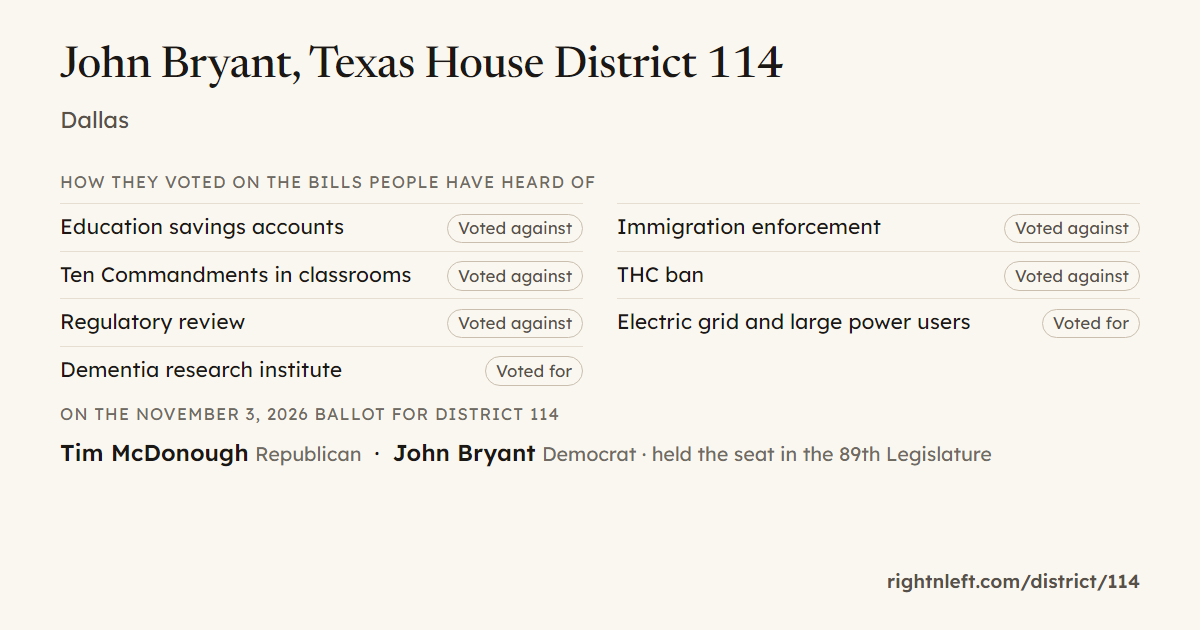 John Bryant, Texas House District 114
Dallas
HOW THEY VOTED ON THE BILLS PEOPLE HAVE HEARD OF
Education savings accounts Voted against
Immigration enforcement Voted against
Ten Commandments in classrooms Voted against
THC ban Voted against
Regulatory review Voted against
Electric grid and large power users Voted for
Dementia research institute Voted for
ON THE NOVEMBER 3, 2026 BALLOT FOR DISTRICT 114
Tim McDonough Republican · John Bryant Democrat · held the seat in the 89th Legislature
rightnleft.com/district/114